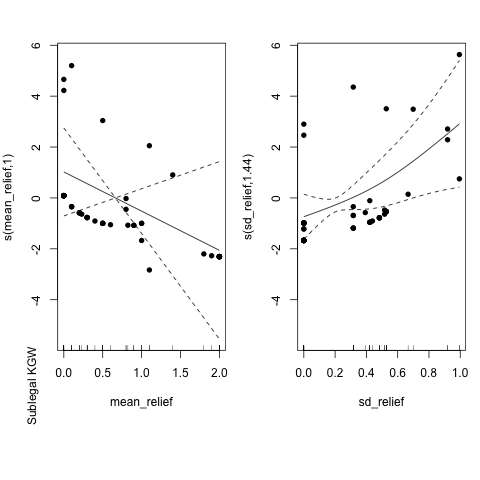 s(mean_relief,1)
6
4
2
0
-2
-4
0.0 0.5 1.0 1.5 2.0
mean_relief
Sublegal KGW
s(sd_relief,1.44)
6
4
2
0
-2
-4
0.0 0.2 0.4 0.6 0.8 1.0
sd_relief